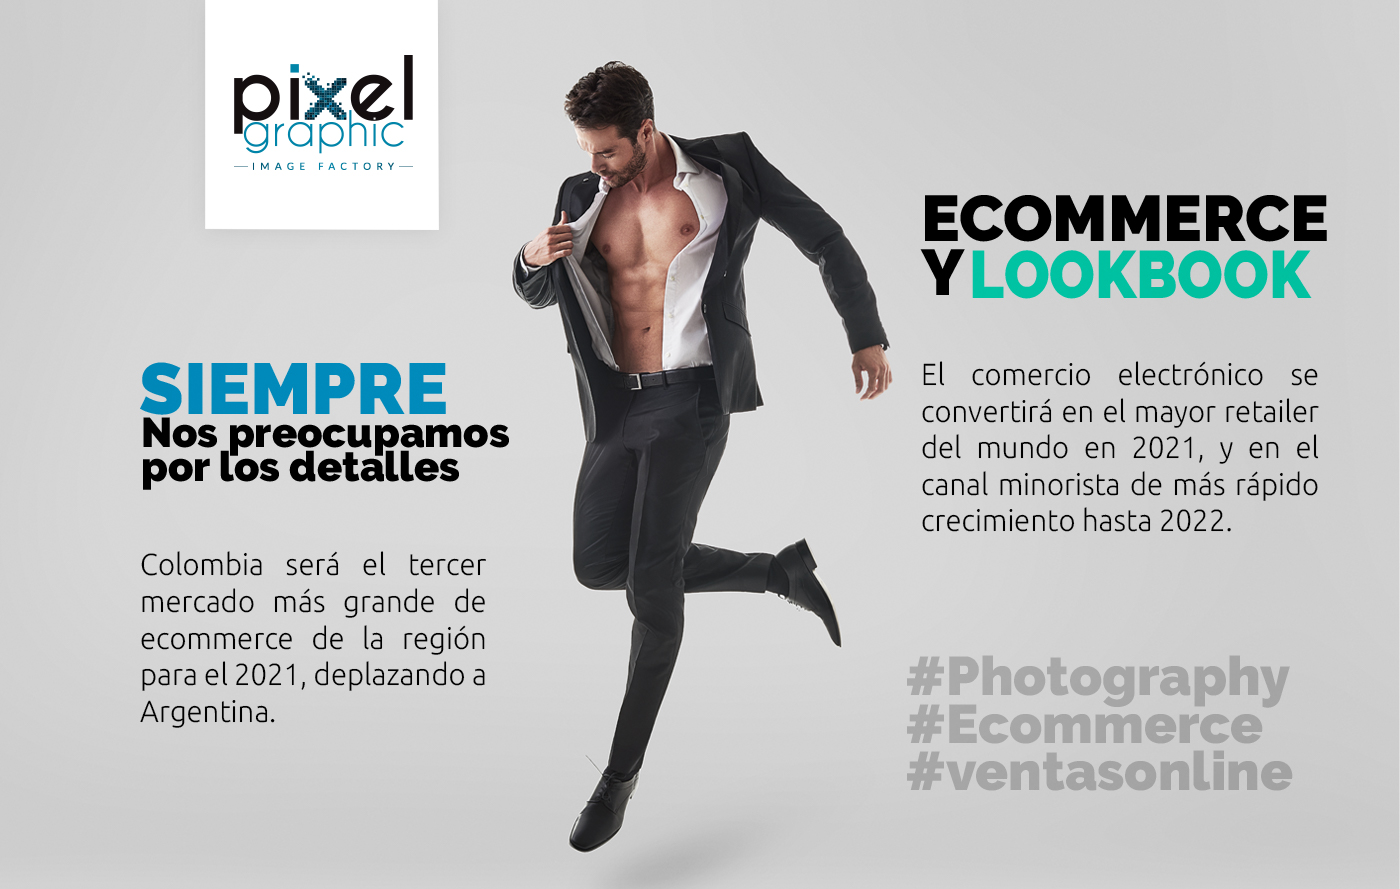 pixel
graphic
IMAGE FACTORY
SIEMPRE
Nos preocupamos
por los detalles
Colombia será el tercer
mercado más grande de
ecommerce de la región
para el 2021, deplazando a
Argentina.
ECOMMERCE
Y LOOKBOOK
El comercio electrónico se
convertirá en el mayor retailer
del mundo en 2021, y en el
canal minorista de más rápido
crecimiento hasta 2022.
#Photography
#Ecommerce
#ventasonline